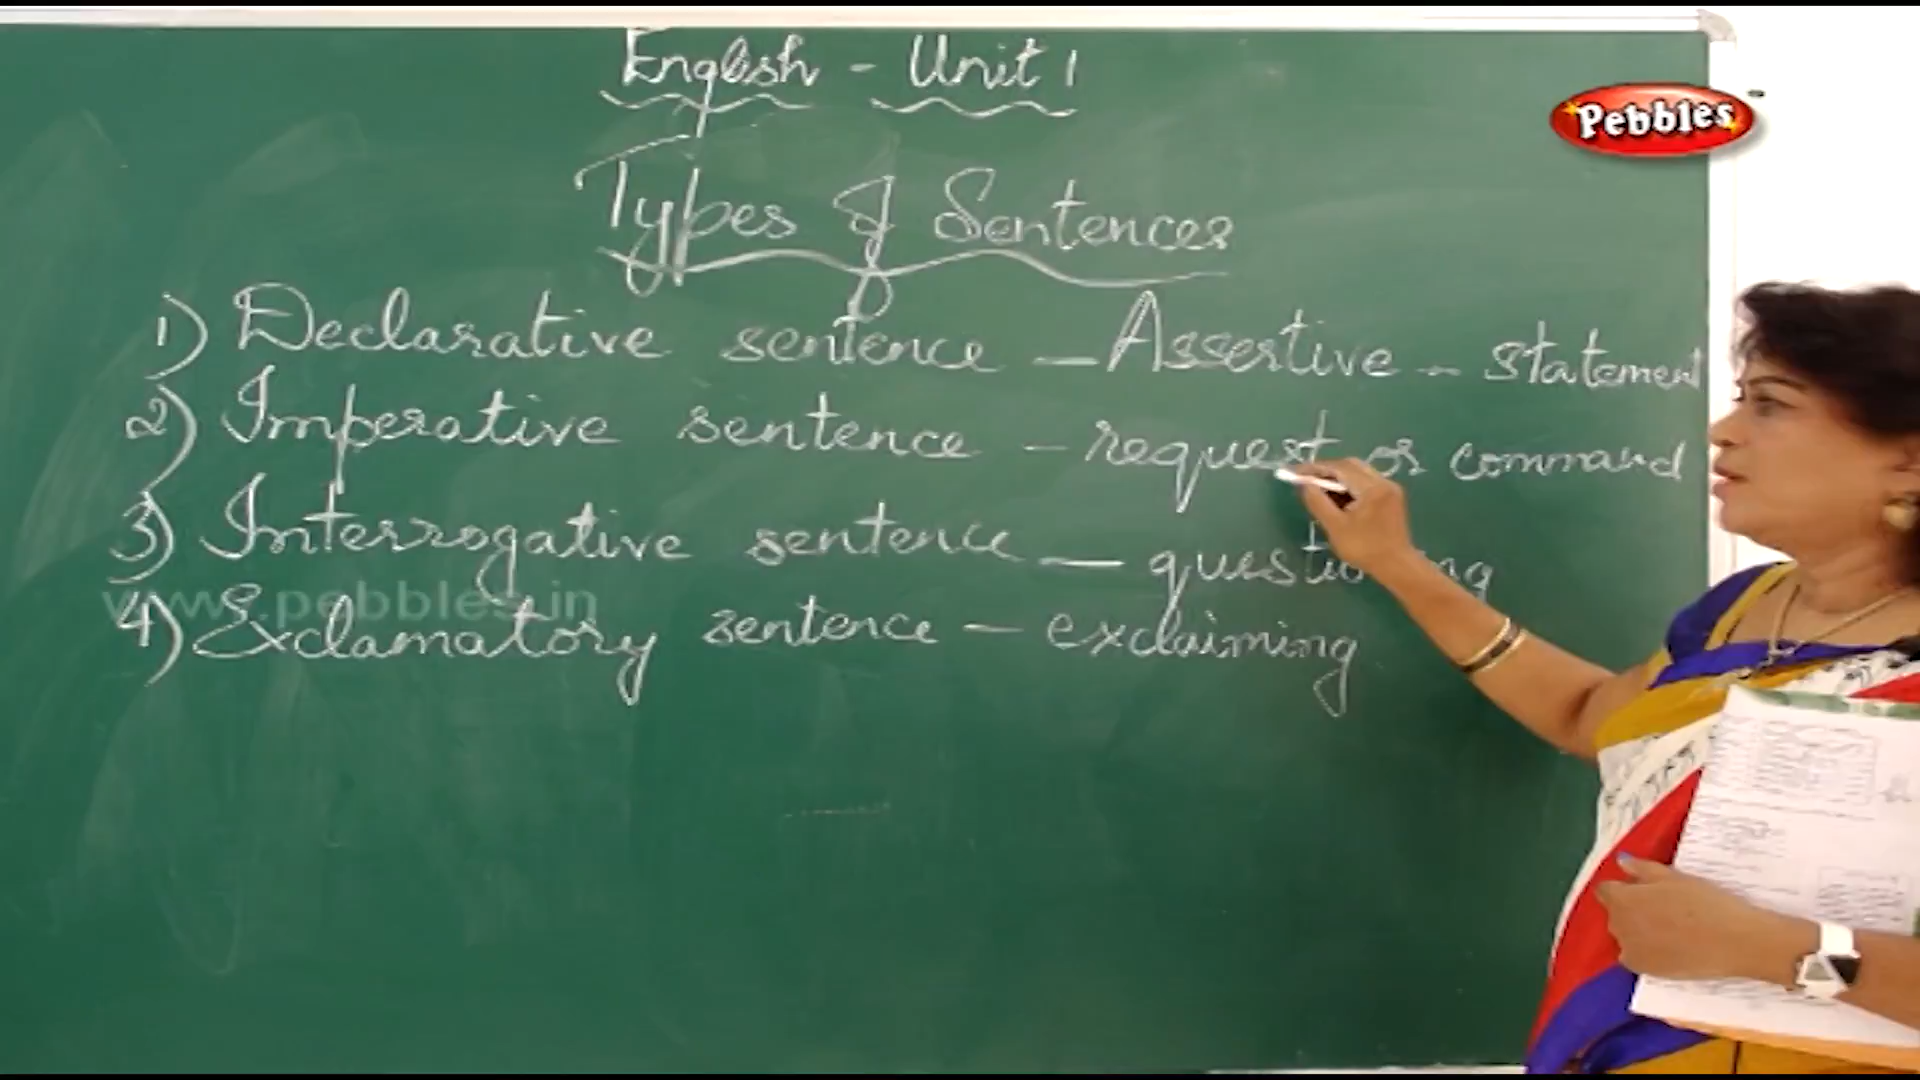 English - Unit 1
Pebbles
Types of Sentences
1) Declarative sentence - Assertive - statement
2) Imperative sentence - request or command
3) Interrogative sentence - questioning
www.pebbles.in
4) Exclamatory sentence - exclaiming